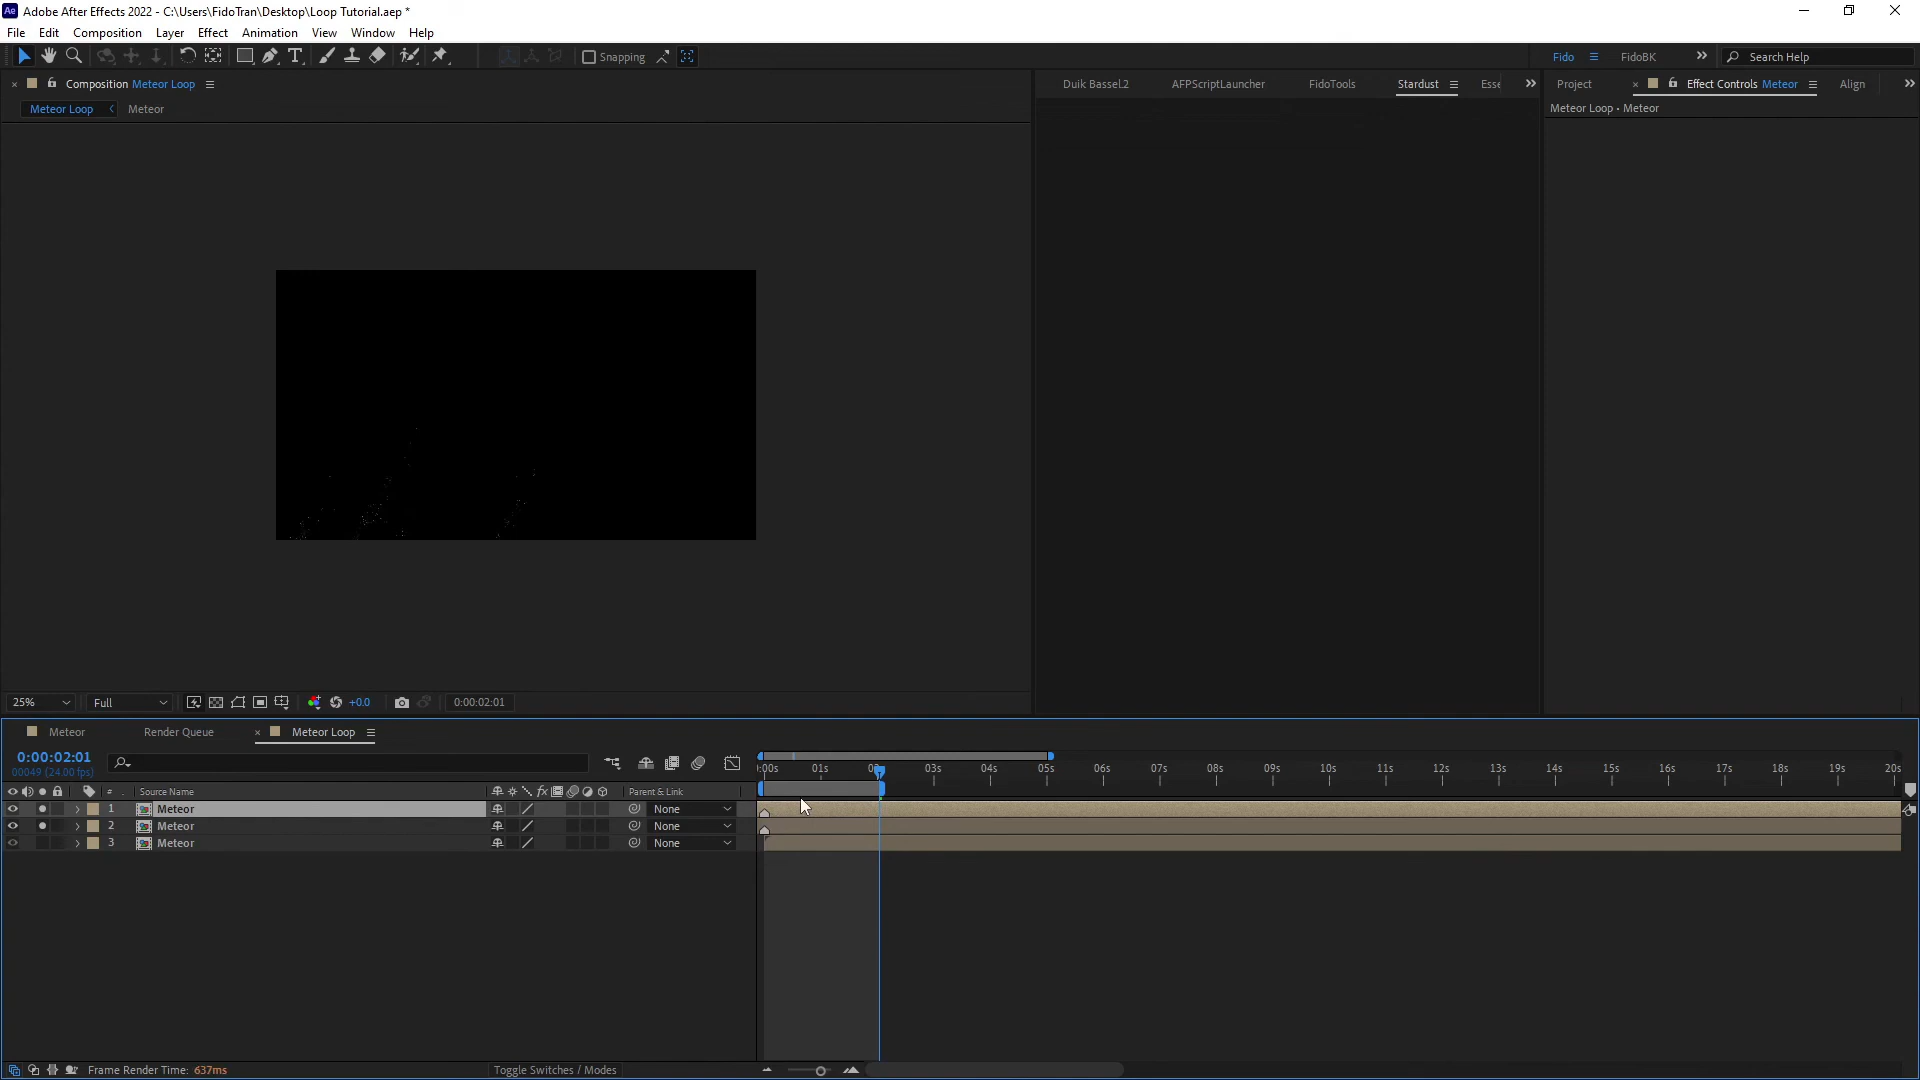 Adobe After Effects 2022 - C:\Users\FidoTran\Desktop\Loop Tutorial.aep *
File Edit Composition Layer Effect Animation View Window Help
Snapping
Fido FidoBK Search Help
Composition Meteor Loop
Duik Bassel.2 AFPScriptLauncher FidoTools Stardust Esse
Project Effect Controls Meteor Align
Meteor Loop Meteor
Meteor Loop • Meteor
25% Full +0.0 0:00:02:01
Meteor Render Queue Meteor Loop
0:00:02:01
00049 (24.00 fps)
:00s 01s 02 03s 04s 05s 06s 07s 08s 09s 10s 11s 12s 13s 14s 15s 16s 17s 18s 19s 20s
# Source Name fx Parent & Link
1 Meteor None
2 Meteor None
3 Meteor None
Frame Render Time: 637ms Toggle Switches / Modes